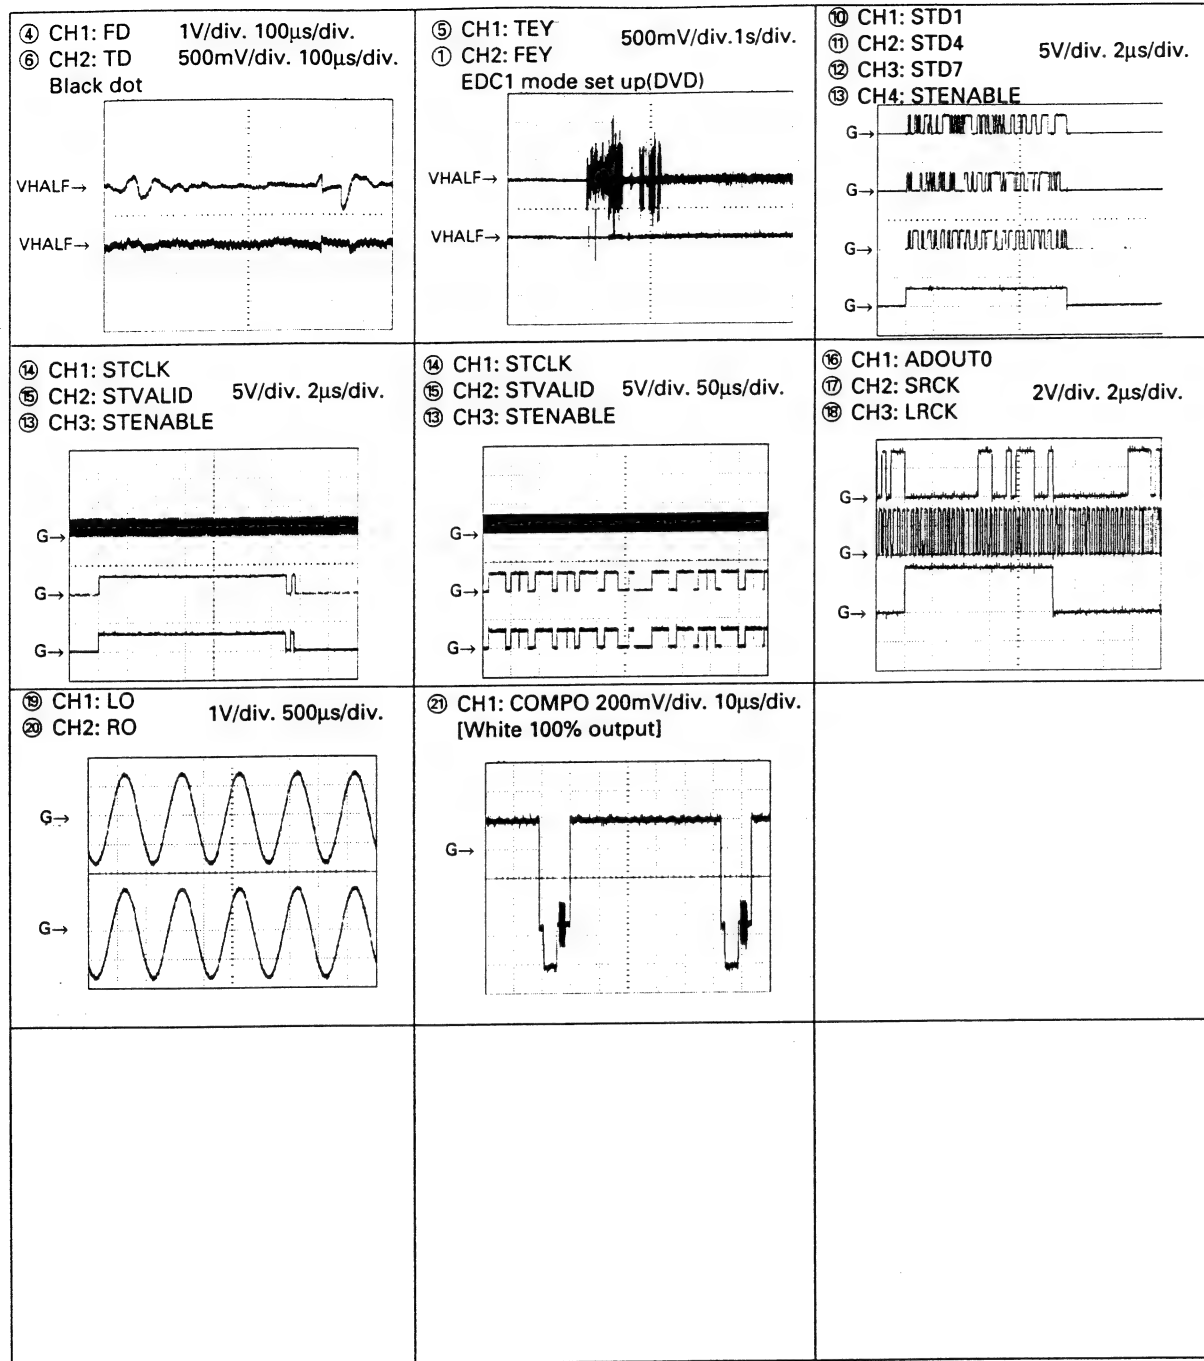 ④ CH1: FD 1V/div. 100µs/div.
⑥ CH2: TD 500mV/div. 100µs/div.
Black dot
VHALF→
VHALF→
⑤ CH1: TEY 500mV/div.1s/div.
① CH2: FEY
EDC1 mode set up(DVD)
VHALF→
VHALF→
⑩ CH1: STD1
⑪ CH2: STD4 5V/div. 2µs/div.
⑫ CH3: STD7
⑬ CH4: STENABLE
G→
G→
G→
G→
⑭ CH1: STCLK
⑮ CH2: STVALID 5V/div. 2µs/div.
⑬ CH3: STENABLE
G→
G→
G→
⑭ CH1: STCLK
⑮ CH2: STVALID 5V/div. 50µs/div.
⑬ CH3: STENABLE
G→
G→
G→
⑯ CH1: ADOUT0
⑰ CH2: SRCK 2V/div. 2µs/div.
⑱ CH3: LRCK
G→
G→
G→
⑲ CH1: LO 1V/div. 500µs/div.
⑳ CH2: RO
G→
G→
㉑ CH1: COMPO 200mV/div. 10µs/div.
[White 100% output]
G→